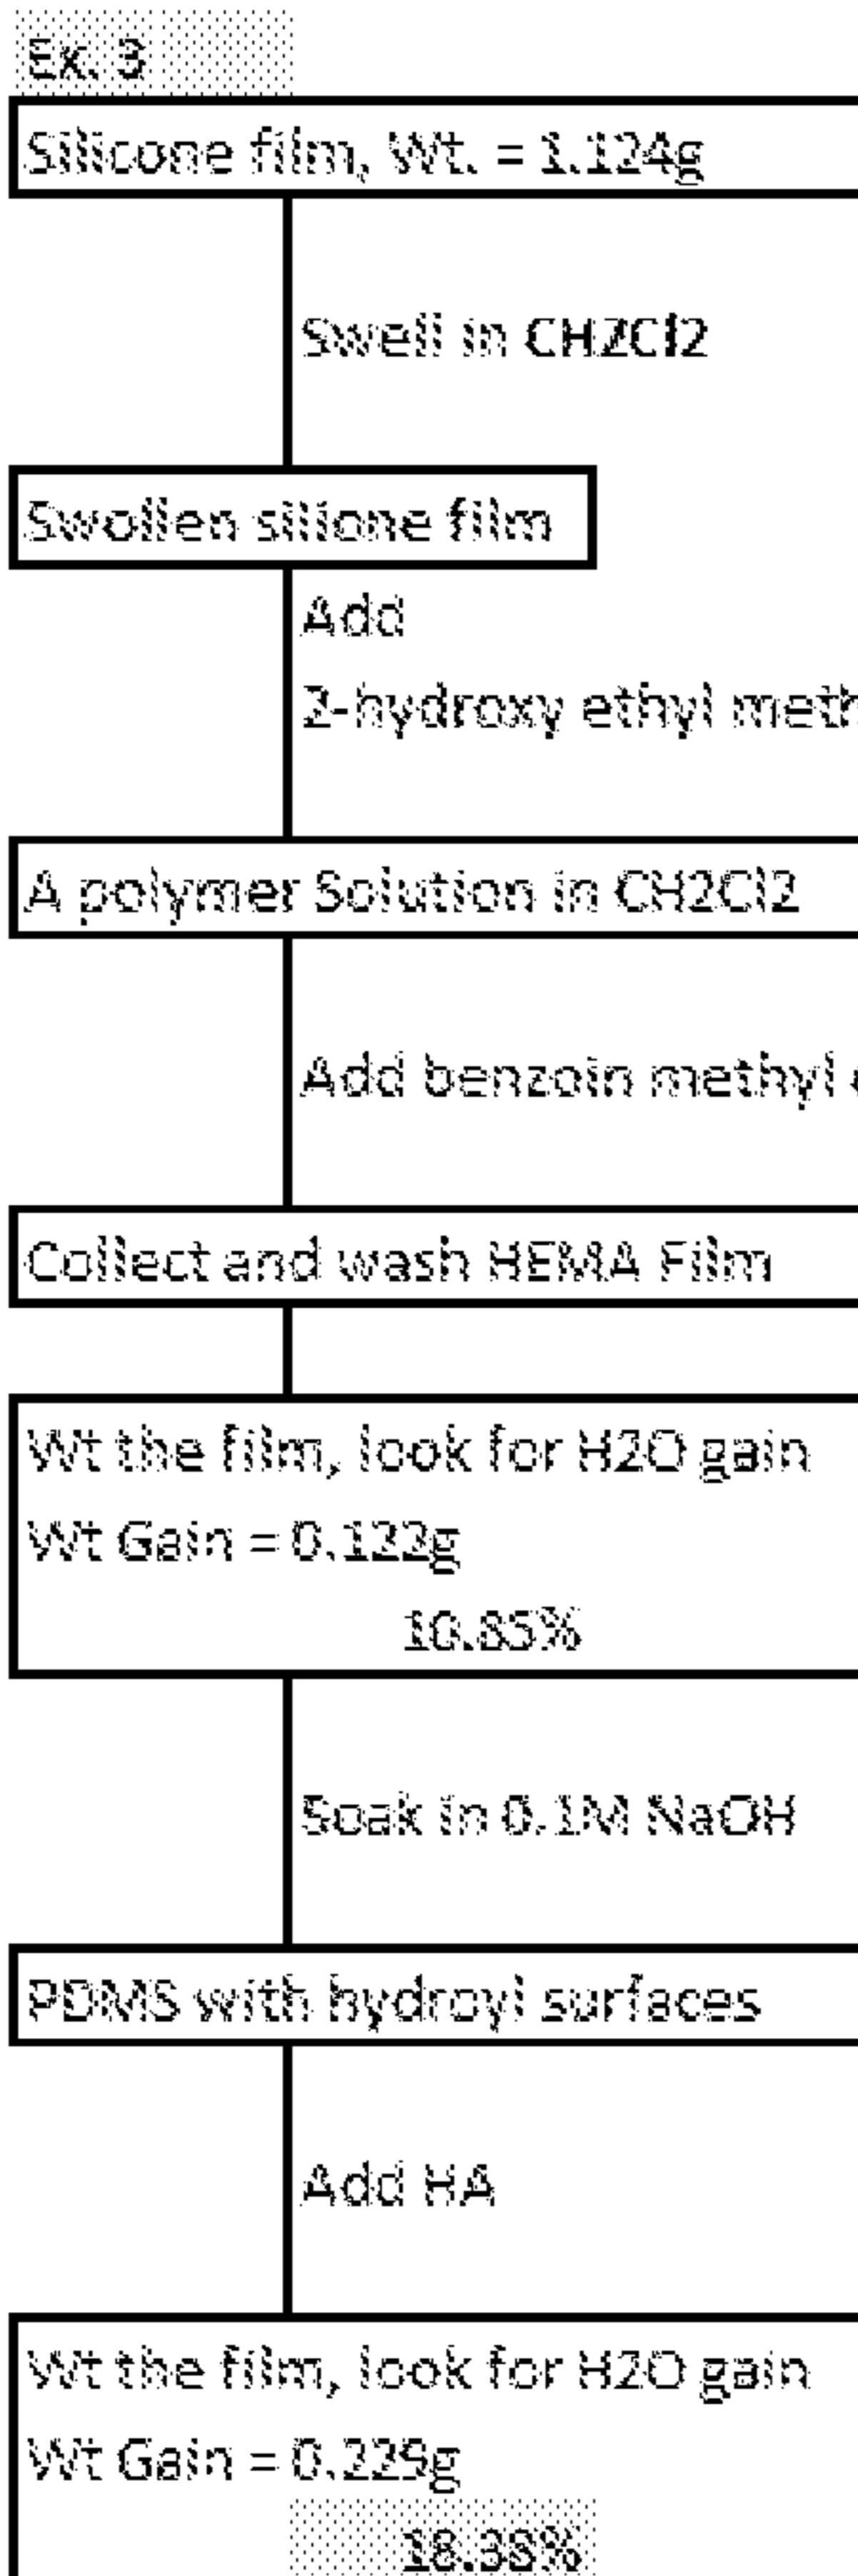 Ex. 3
Silicone film, Wt. = 1.124g
Swell in CH2Cl2
Swollen silione film
Add
2-hydroxy ethyl meth
A polymer Solution in CH2Cl2
Add benzoin methyl
Collect and wash HEMA Film
Wt the film, look for H2O gain
Wt Gain = 0.122g
10.85%
Soak in 0.1M NaOH
PDMS with hydroyl surfaces
Add HA
Wt the film, look for H2O gain
Wt Gain = 0.229g
18.38%